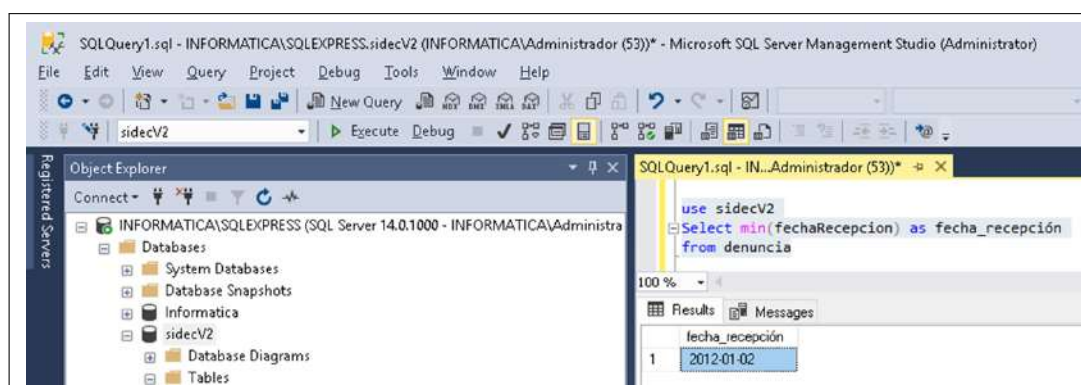 SQLQuery1.sql - INFORMATICA\SQLEXPRESS.sidecV2 (INFORMATICA\Administrador (53))* - Microsoft SQL Server Management Studio (Administrator)
File Edit View Query Project Debug Tools Window Help
New Query
sidecV2 Execute Debug
Registered Servers
Object Explorer
Connect
INFORMATICA\SQLEXPRESS (SQL Server 14.0.1000 - INFORMATICA\Administra
Databases
System Databases
Database Snapshots
Informatica
sidecV2
Database Diagrams
Tables
SQLQuery1.sql - IN...Administrador (53))*
use sidecV2
Select min(fechaRecepcion) as fecha_recepción
from denuncia
100 %
Results Messages
fecha_recepción
1 2012-01-02